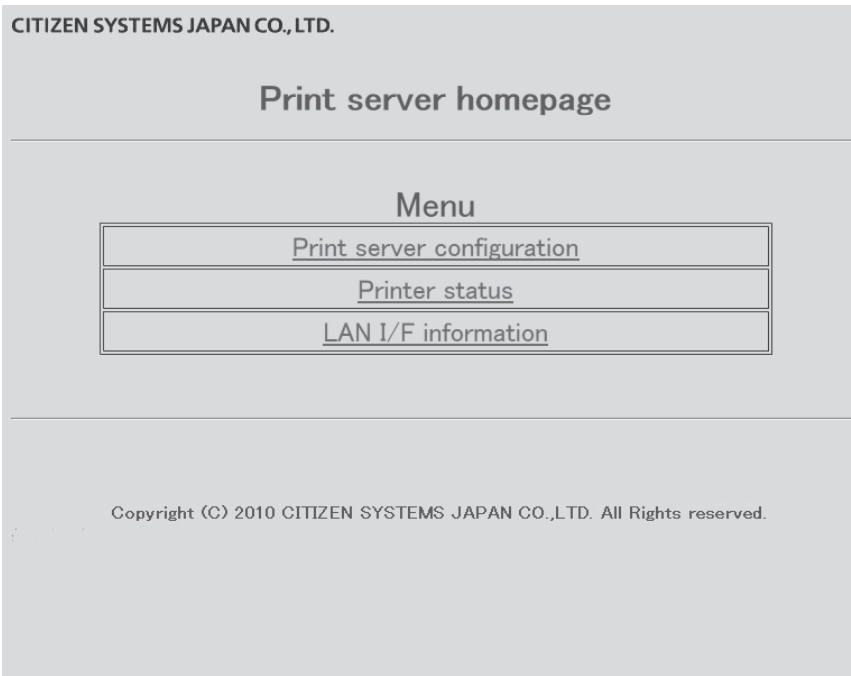 CITIZEN SYSTEMS JAPAN CO., LTD.
Print server homepage
Menu
Print server configuration
Printer status
LAN I/F information
Copyright (C) 2010 CITIZEN SYSTEMS JAPAN CO.,LTD. All Rights reserved.